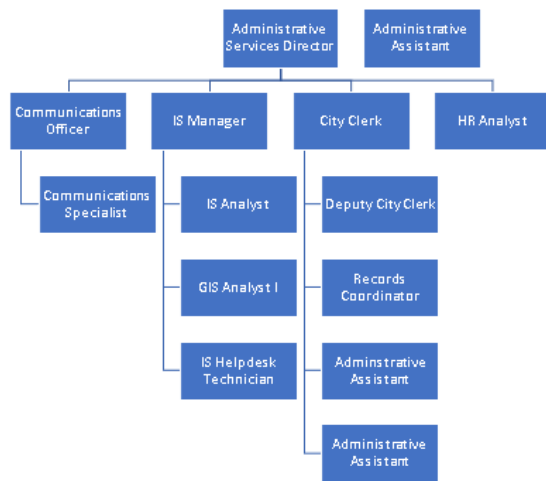 Administrative
Services Director
Administrative
Assistant
Communications
Officer
IS Manager
City Clerk
HR Analyst
Communications
Specialist
IS Analyst
Deputy City Clerk
GIS Analyst I
Records
Coordinator
IS Helpdesk
Technician
Adminstrative
Assistant
Administrative
Assistant